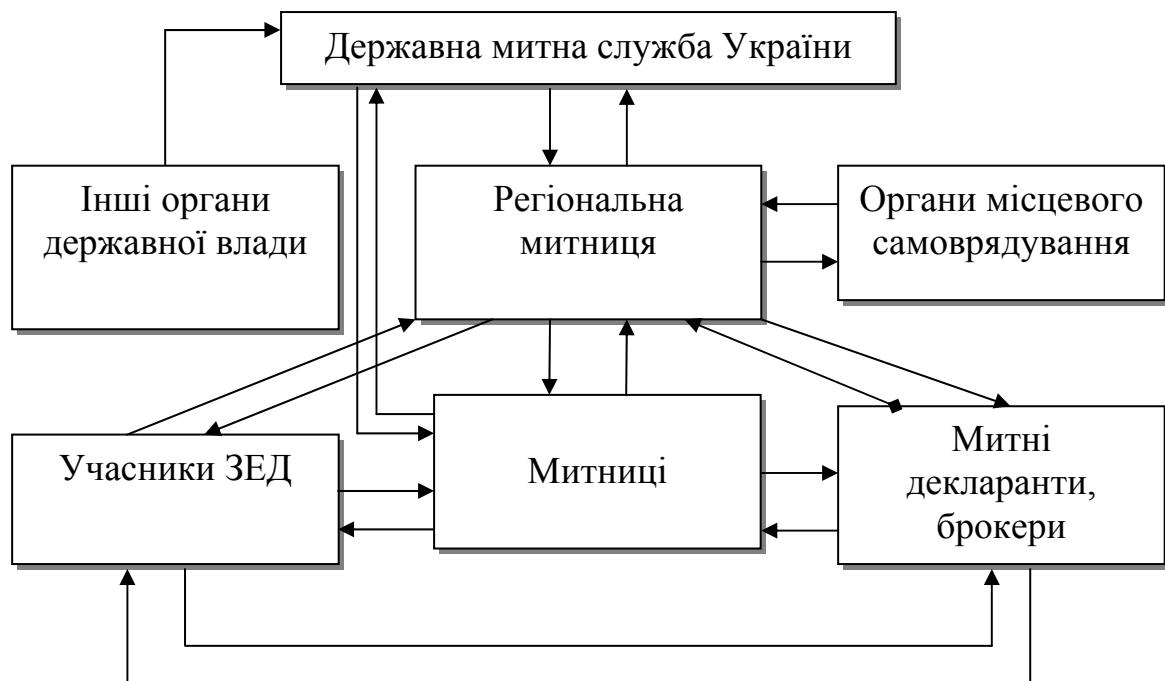 Державна митна служба України
Інші органи
державної влади
Регіональна
митниця
Органи місцевого
самоврядування
Учасники ЗЕД
Митниці
Митні
декларанти,
брокери